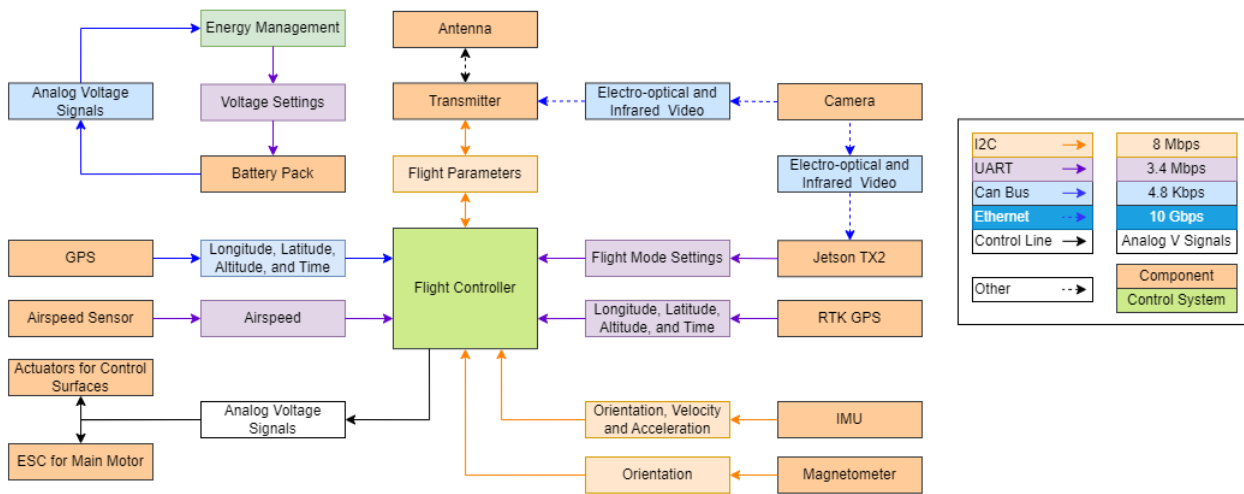 Energy Management
Antenna
Analog Voltage
Signals
Voltage Settings
Transmitter
Electro-optical and
Infrared Video
Camera
Battery Pack
Flight Parameters
Electro-optical and
Infrared Video
GPS
Longitude, Latitude,
Altitude, and Time
Flight Controller
Flight Mode Settings
Jetson TX2
Airspeed Sensor
Airspeed
Longitude, Latitude,
Altitude, and Time
RTK GPS
Actuators for Control
Surfaces
Analog Voltage
Signals
ESC for Main Motor
Orientation, Velocity
and Acceleration
IMU
Orientation
Magnetometer
I2C
8 Mbps
UART
3.4 Mbps
Can Bus
4.8 Kbps
Ethernet
10 Gbps
Control Line
Analog V Signals
Other
Component
Control System